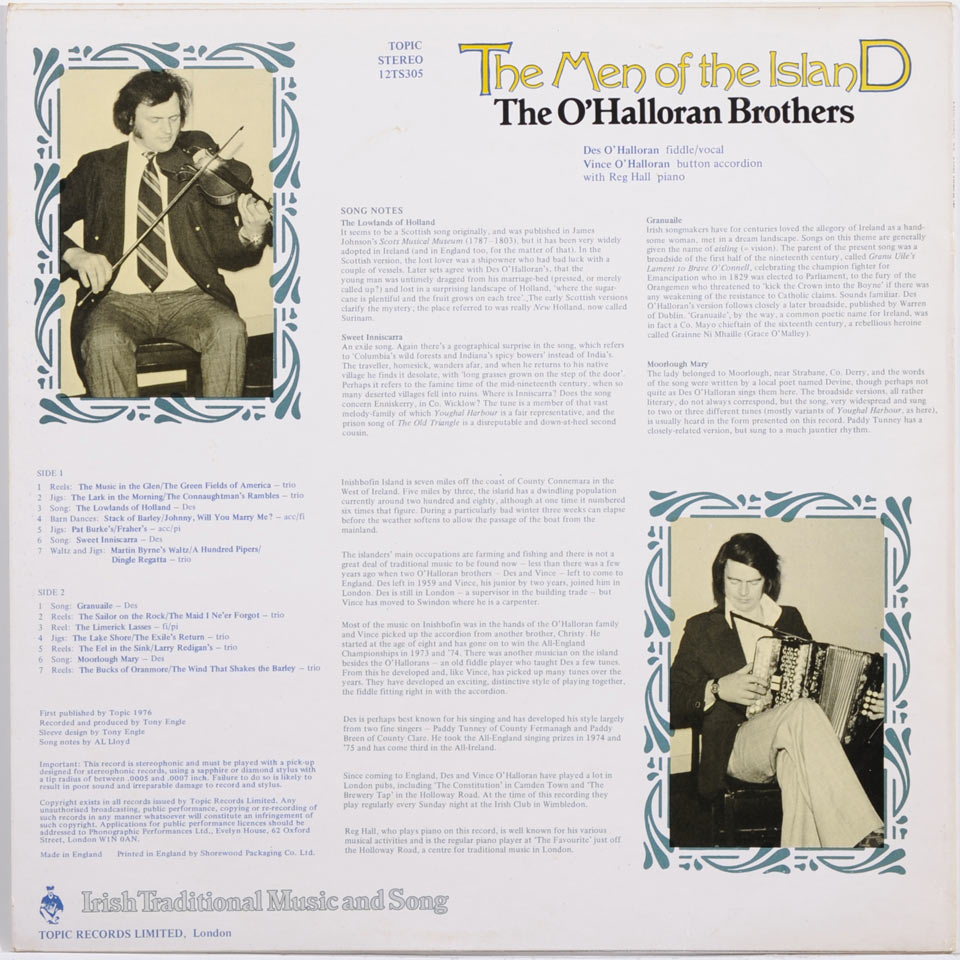 TOPIC
STEREO
12TS305
The Men of the IslanD
The O'Halloran Brothers
Des O'Halloran fiddle/vocal
Vince O'Halloran button accordion
with Reg Hall piano
SONG NOTES
The Lowlands of Holland
It seems to be a Scottish song originally, and was published in James
Johnson's Scots Musical Museum (1787–1803), but it has been very widely
adopted in Ireland (and in England too, for the matter of that). In the
Scottish version, the lost lover was a shipowner who had bad luck with a
couple of vessels. Later sets agree with Des O'Halloran's, that the
young man was untimely dragged from his marriage-bed (pressed, or merely
called up?) and lost in a surprising landscape of Holland, 'where the sugar-
cane is plentiful and the fruit grows on each tree'. The early Scottish versions
clarify the mystery; the place referred to was really New Holland, now called
Surinam.
Sweet Inniscarra
An exile song. Again there's a geographical surprise in the song, which refers
to 'Columbia's wild forests and Indiana's spicy bowers' instead of India's.
The traveller, homesick, wanders afar, and when he returns to his native
village he finds it desolate, with 'long grasses grown on the step of the door'.
Perhaps it refers to the famine time of the mid-nineteenth century, when so
many deserted villages fell into ruins. Where is Inniscarra? Does the song
concern Enniskerry, in Co. Wicklow? The tune is a member of that vast
melody-family of which Youghal Harbour is a fair representative, and the
prison song of The Old Triangle is a disreputable and down-at-heel second
cousin.
Granuaile
Irish songmakers have for centuries loved the allegory of Ireland as a hand-
some woman, met in a dream landscape. Songs on this theme are generally
given the name of aisling (= vision). The parent of the present song was a
broadside of the first half of the nineteenth century, called Granu Uile's
Lament to Brave O'Connell, celebrating the champion fighter for
Emancipation who in 1829 was elected to Parliament, to the fury of the
Orangemen who threatened to 'kick the Crown into the Boyne' if there was
any weakening of the resistance to Catholic claims. Sounds familiar. Des
O'Halloran's version follows closely a later broadside, published by Warren
of Dublin. 'Granuaile', by the way, a common poetic name for Ireland, was
in fact a Co. Mayo chieftain of the sixteenth century, a rebellious heroine
called Grainne Ni Mhaille (Grace O'Malley).
Moorlough Mary
The lady belonged to Moorlough, near Strabane, Co. Derry, and the words
of the song were written by a local poet named Devine, though perhaps not
quite as Des O'Halloran sings them here. The broadside versions, all rather
literary, do not always correspond, but the song, very widespread and sung
to two or three different tunes (mostly variants of Youghal Harbour, as here),
is usually heard in the form presented on this record. Paddy Tunney has a
closely-related version, but sung to a much jauntier rhythm.
SIDE 1
1 Reels: The Music in the Glen/The Green Fields of America – trio
2 Jigs: The Lark in the Morning/The Connaughtman's Rambles – trio
3 Song: The Lowlands of Holland – Des
4 Barn Dances: Stack of Barley/Johnny, Will You Marry Me? – acc/fi
5 Jigs: Pat Burke's/Fraher's – acc/pi
6 Song: Sweet Inniscarra – Des
7 Waltz and Jigs: Martin Byrne's Waltz/A Hundred Pipers/
Dingle Regatta – trio
SIDE 2
1 Song: Granuaile – Des
2 Reels: The Sailor on the Rock/The Maid I Ne'er Forgot – trio
3 Reel: The Limerick Lasses – fi/pi
4 Jigs: The Lake Shore/The Exile's Return – trio
5 Reels: The Eel in the Sink/Larry Redigan's – trio
6 Song: Moorlough Mary – Des
7 Reels: The Bucks of Oranmore/The Wind That Shakes the Barley – trio
First published by Topic 1976
Recorded and produced by Tony Engle
Sleeve design by Tony Engle
Song notes by AL Lloyd
Important: This record is stereophonic and must be played with a pick-up
designed for stereophonic records, using a sapphire or diamond stylus with
a tip radius of between .0005 and .0007 inch. Failure to do so is likely to
result in poor sound and irreparable damage to record and stylus.
Copyright exists in all records issued by Topic Records Limited. Any
unauthorised broadcasting, public performance, copying or re-recording of
such records in any manner whatsoever will constitute an infringement of
such copyright. Applications for public performance licences should be
addressed to Phonographic Performances Ltd., Evelyn House, 62 Oxford
Street, London W1N 0AN.
Made in England Printed in England by Shorewood Packaging Co. Ltd.
Inishbofin Island is seven miles off the coast of County Connemara in the
West of Ireland. Five miles by three, the island has a dwindling population
currently around two hundred and eighty, although at one time it numbered
six times that figure. During a particularly bad winter three weeks can elapse
before the weather softens to allow the passage of the boat from the
mainland.
The islanders' main occupations are farming and fishing and there is not a
great deal of traditional music to be found now – less than there was a few
years ago when two O'Halloran brothers – Des and Vince – left to come to
England. Des left in 1959 and Vince, his junior by two years, joined him in
London. Des is still in London – a supervisor in the building trade – but
Vince has moved to Swindon where he is a carpenter.
Most of the music on Inishbofin was in the hands of the O'Halloran family
and Vince picked up the accordion from another brother, Christy. He
started at the age of eight and has gone on to win the All-England
Championships in 1973 and '74. There was another musician on the island
besides the O'Hallorans – an old fiddle player who taught Des a few tunes.
From this he developed and, like Vince, has picked up many tunes over the
years. They have developed an exciting, distinctive style of playing together,
the fiddle fitting right in with the accordion.
Des is perhaps best known for his singing and has developed his style largely
from two fine singers – Paddy Tunney of County Fermanagh and Paddy
Breen of County Clare. He took the All-England singing prizes in 1974 and
'75 and has come third in the All-Ireland.
Since coming to England, Des and Vince O'Halloran have played a lot in
London pubs, including 'The Constitution' in Camden Town and 'The
Brewery Tap' in the Holloway Road. At the time of this recording they
play regularly every Sunday night at the Irish Club in Wimbledon.
Reg Hall, who plays piano on this record, is well known for his various
musical activities and is the regular piano player at 'The Favourite' just off
the Holloway Road, a centre for traditional music in London.
Irish Traditional Music and Song
TOPIC RECORDS LIMITED, London